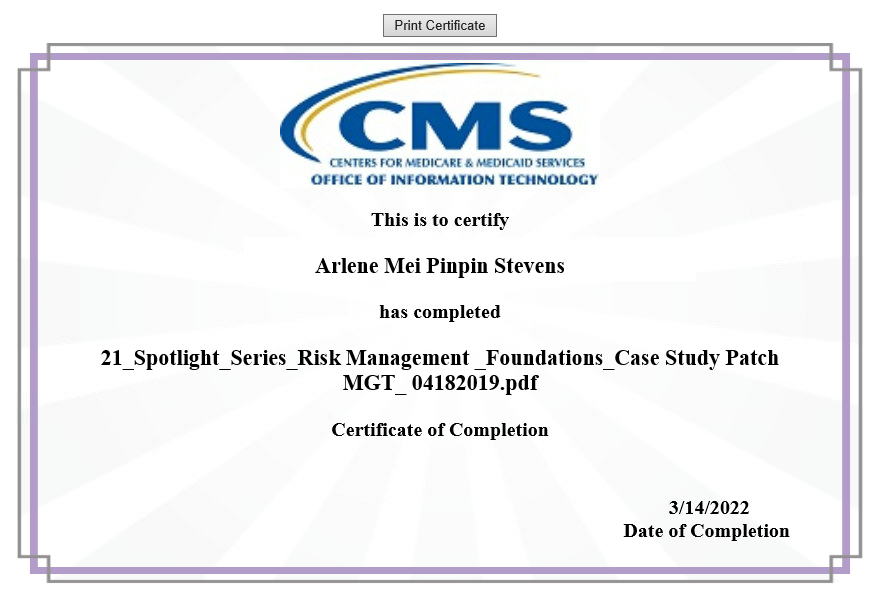 Print Certificate
CMS
CENTERS FOR MEDICARE & MEDICAID SERVICES
OFFICE OF INFORMATION TECHNOLOGY
This is to certify
Arlene Mei Pinpin Stevens
has completed
21_Spotlight_Series_Risk Management _Foundations_Case Study Patch
MGT_ 04182019.pdf
Certificate of Completion
3/14/2022
Date of Completion